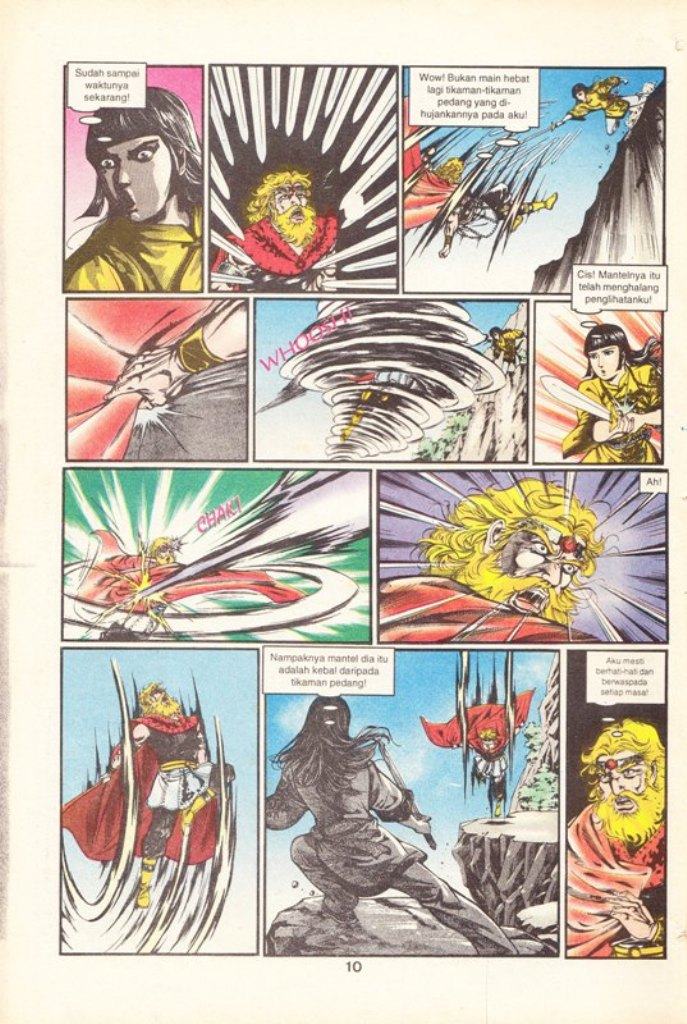 Sudah sampai
waktunya
sekarang!
Wow! Bukan main hebat
lagi tikaman-tikaman
pedang yang di-
hujankannya pada aku!
WHOOSH!
Cis! Mantelnya itu
telah menghalang
penglihatanku!
CHAK!
Ah!
Nampaknya mantel dia itu
adalah kebal daripada
tikaman pedang!
Aku mesti
berhati-hati dan
berwaspada
setiap masa!
10